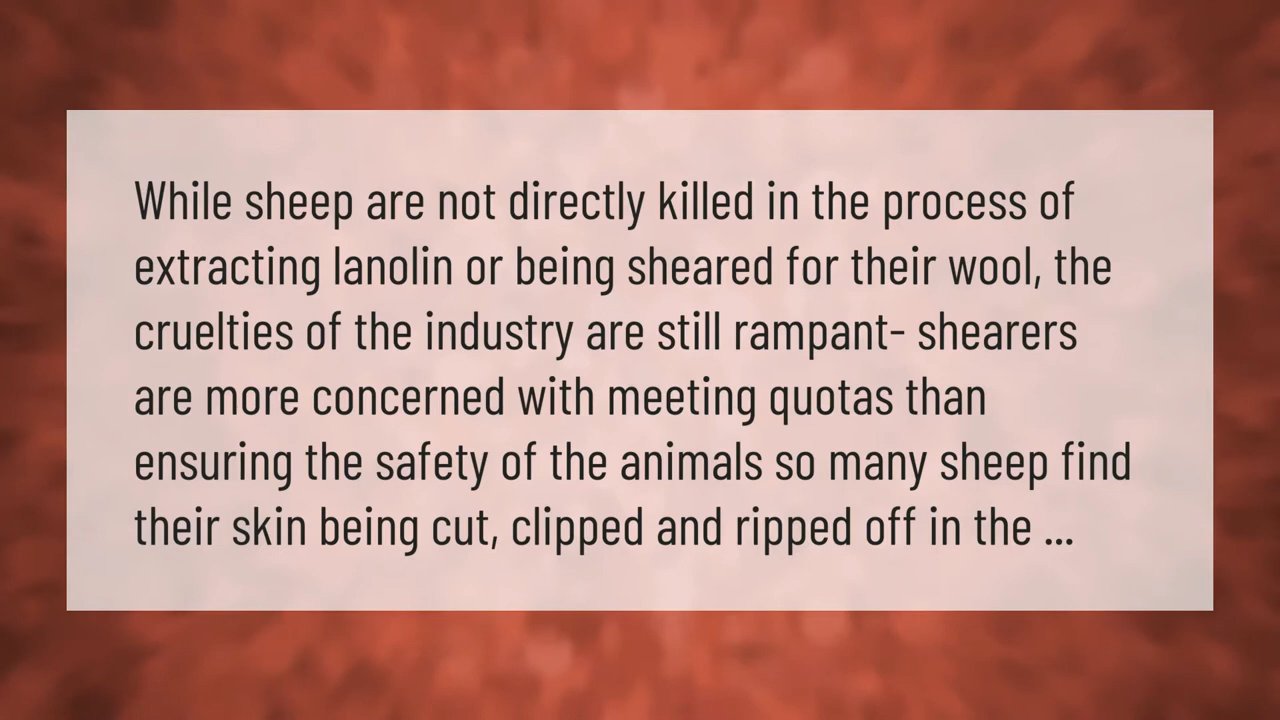 While sheep are not directly killed in the process of
extracting lanolin or being sheared for their wool, the
cruelties of the industry are still rampant- shearers
are more concerned with meeting quotas than
ensuring the safety of the animals so many sheep find
their skin being cut, clipped and ripped off in the ...